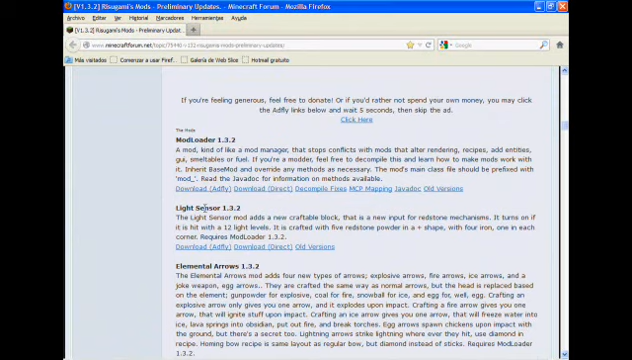 [V1.3.2] Risugami's Mods - Preliminary Updates. - Minecraft Forum - Mozilla Firefox
Archivo Editar Ver Historial Marcadores Herramientas Ayuda
[V1.3.2] Risugami's Mods - Preliminary Updat...
www.minecraftforum.net/topic/75440-v-132-risugamis-mods-preliminary-updates/
Google
Más visitados Comenzar a usar Firef... Galería de Web Slice Hotmail gratuito
If you're feeling generous, feel free to donate! Or if you'd rather not spend your own money, you may click
the Adfly links below and wait 5 seconds, then skip the ad.
Click Here
The Mods
ModLoader 1.3.2
A mod, kind of like a mod manager, that stops conflicts with mods that alter rendering, recipes, add entities,
gui, smeltables or fuel. If you're a modder, feel free to decompile this and learn how to make mods work with
it. Inherit BaseMod and override any methods as necessary. The mod's main class file should be prefixed with
'mod_'. Read the Javadoc for information on methods available.
Download (Adfly) Download (Direct) Decompile Fixes MCP Mapping Javadoc Old Versions
Light Sensor 1.3.2
The Light Sensor mod adds a new craftable block, that is a new input for redstone mechanisms. It turns on if
it is hit with a 12 light levels. It is crafted with five redstone powder in a + shape, with four iron, one in each
corner. Requires ModLoader 1.3.2.
Download (Adfly) Download (Direct) Old Versions
Elemental Arrows 1.3.2
The Elemental Arrows mod adds four new types of arrows; explosive arrows, fire arrows, ice arrows, and a
joke weapon, egg arrows.. They are crafted the same way as normal arrows, but the head is replaced based
on the element; gunpowder for explosive, coal for fire, snowball for ice, and egg for, well, egg. Crafting an
explosive arrow only gives you one arrow, and it explodes upon impact. Crafting a fire arrow gives you one
arrow, that will ignite stuff upon impact. Crafting an ice arrow gives you one arrow, that will freeze water into
ice, lava springs into obsidian, put out fire, and break torches. Egg arrows spawn chickens upon impact with
the ground, but there's a secret too. Lightning arrows strike lightning where ever they hit, use diamond in
recipe. Homing bow recipe is same layout as regular bow, but diamond instead of sticks. Requires ModLoader
1.3.2.